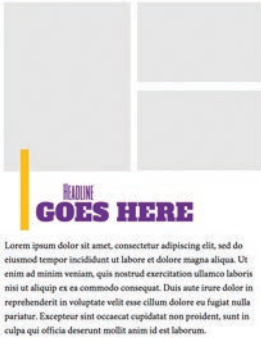 Headline
GOES HERE
Lorem ipsum dolor sit amet, consectetur adipiscing elit, sed do
eiusmod tempor incididunt ut labore et dolore magna aliqua. Ut
enim ad minim veniam, quis nostrud exercitation ullamco laboris
nisi ut aliquip ex ea commodo consequat. Duis aute irure dolor in
reprehenderit in voluptate velit esse cillum dolore eu fugiat nulla
pariatur. Excepteur sint occaecat cupidatat non proident, sunt in
culpa qui officia deserunt mollit anim id est laborum.